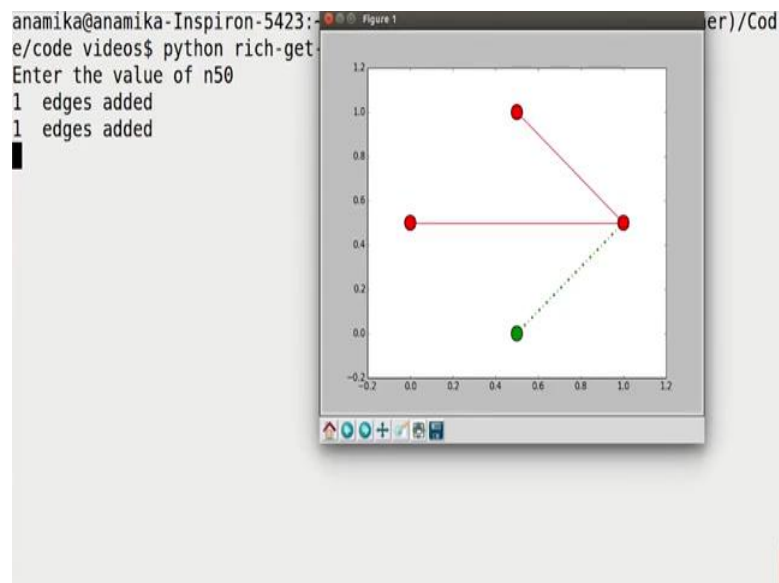 anamika@anamika-Inspiron-5423:~
er)/Cod
e/code videos$ python rich-get-
Enter the value of n50
1 edges added
1 edges added
Figure 1
1.2
1.0
0.8
0.6
0.4
0.2
0.0
−0.2
−0.2 0.0 0.2 0.4 0.6 0.8 1.0 1.2